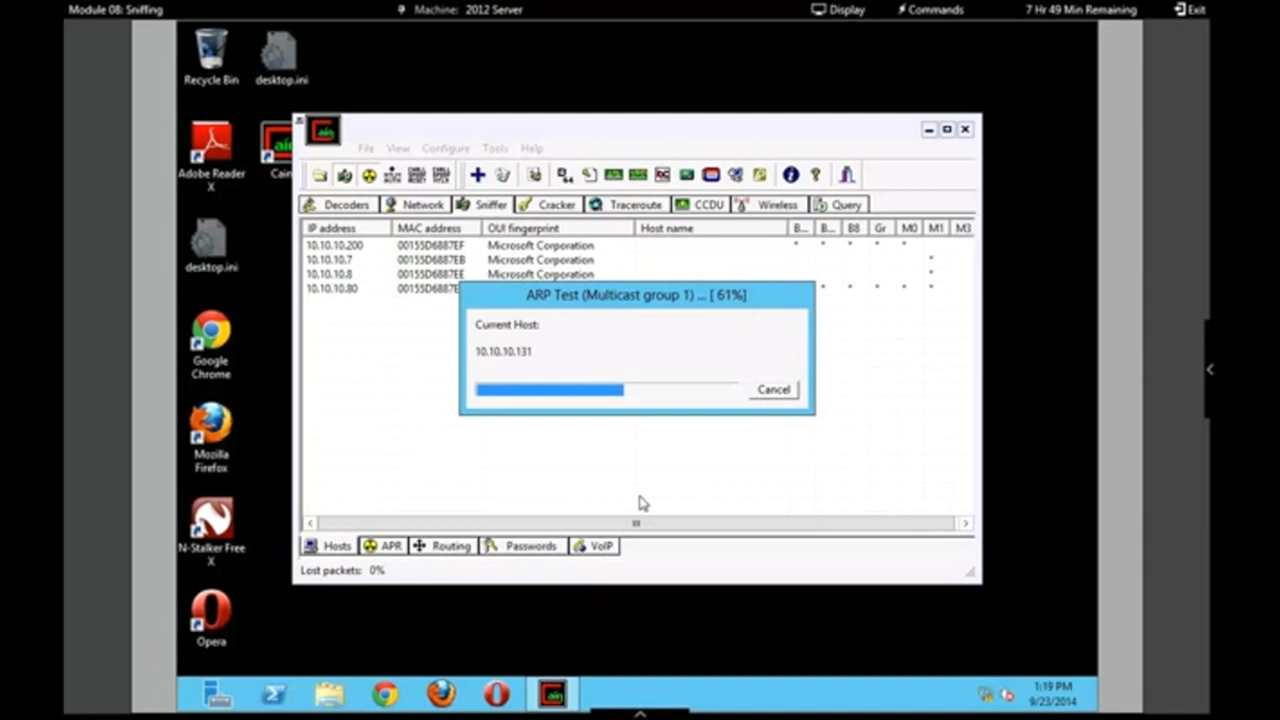 Module 08: Sniffing
Machine: 2012 Server
Display
Commands
7 Hr 49 Min Remaining
Exit
Recycle Bin
desktop.ini
Adobe Reader X
Cain
desktop.ini
Google Chrome
Mozilla Firefox
N-Stalker Free X
Opera
File View Configure Tools Help
Decoders Network Sniffer Cracker Traceroute CCDU Wireless Query
IP address MAC address OUI fingerprint Host name B... B... B8 Gr M0 M1 M3
10.10.10.200 00155D6887EF Microsoft Corporation
10.10.10.7 00155D6887EB Microsoft Corporation
10.10.10.8 00155D6887EE Microsoft Corporation
10.10.10.80
ARP Test (Multicast group 1) ... [ 61%]
Current Host:
10.10.10.131
Cancel
Hosts APR Routing Passwords VoIP
Lost packets: 0%
1:19 PM
9/23/2014